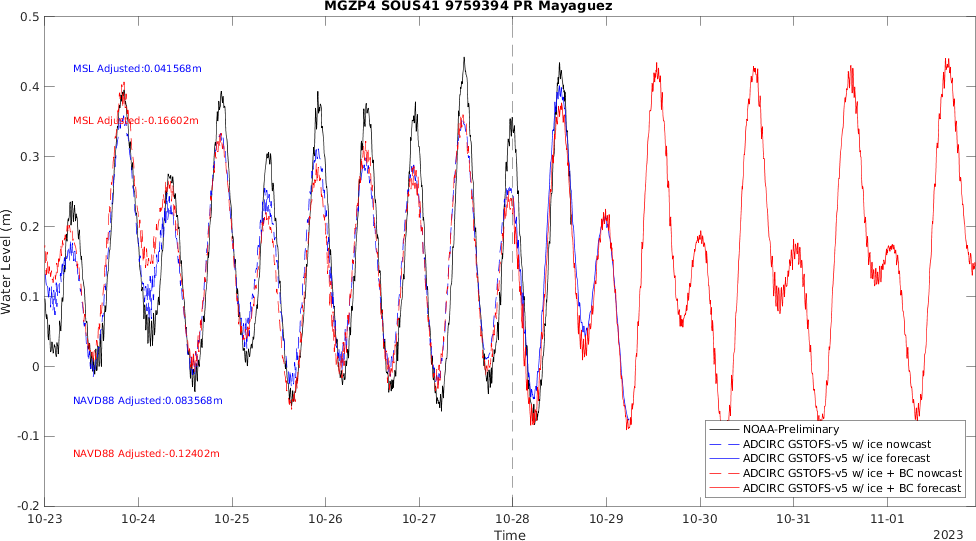 MGZP4 SOUS41 9759394 PR Mayaguez
0.5
0.4
0.3
0.2
0.1
0
-0.1
-0.2
Water Level (m)
MSL Adjusted:0.041568m
MSL Adjusted:-0.16602m
NAVD88 Adjusted:0.083568m
NAVD88 Adjusted:-0.12402m
NOAA-Preliminary
ADCIRC GSTOFS-v5 w/ ice nowcast
ADCIRC GSTOFS-v5 w/ ice forecast
ADCIRC GSTOFS-v5 w/ ice + BC nowcast
ADCIRC GSTOFS-v5 w/ ice + BC forecast
10-23 10-24 10-25 10-26 10-27 10-28 10-29 10-30 10-31 11-01
Time
2023